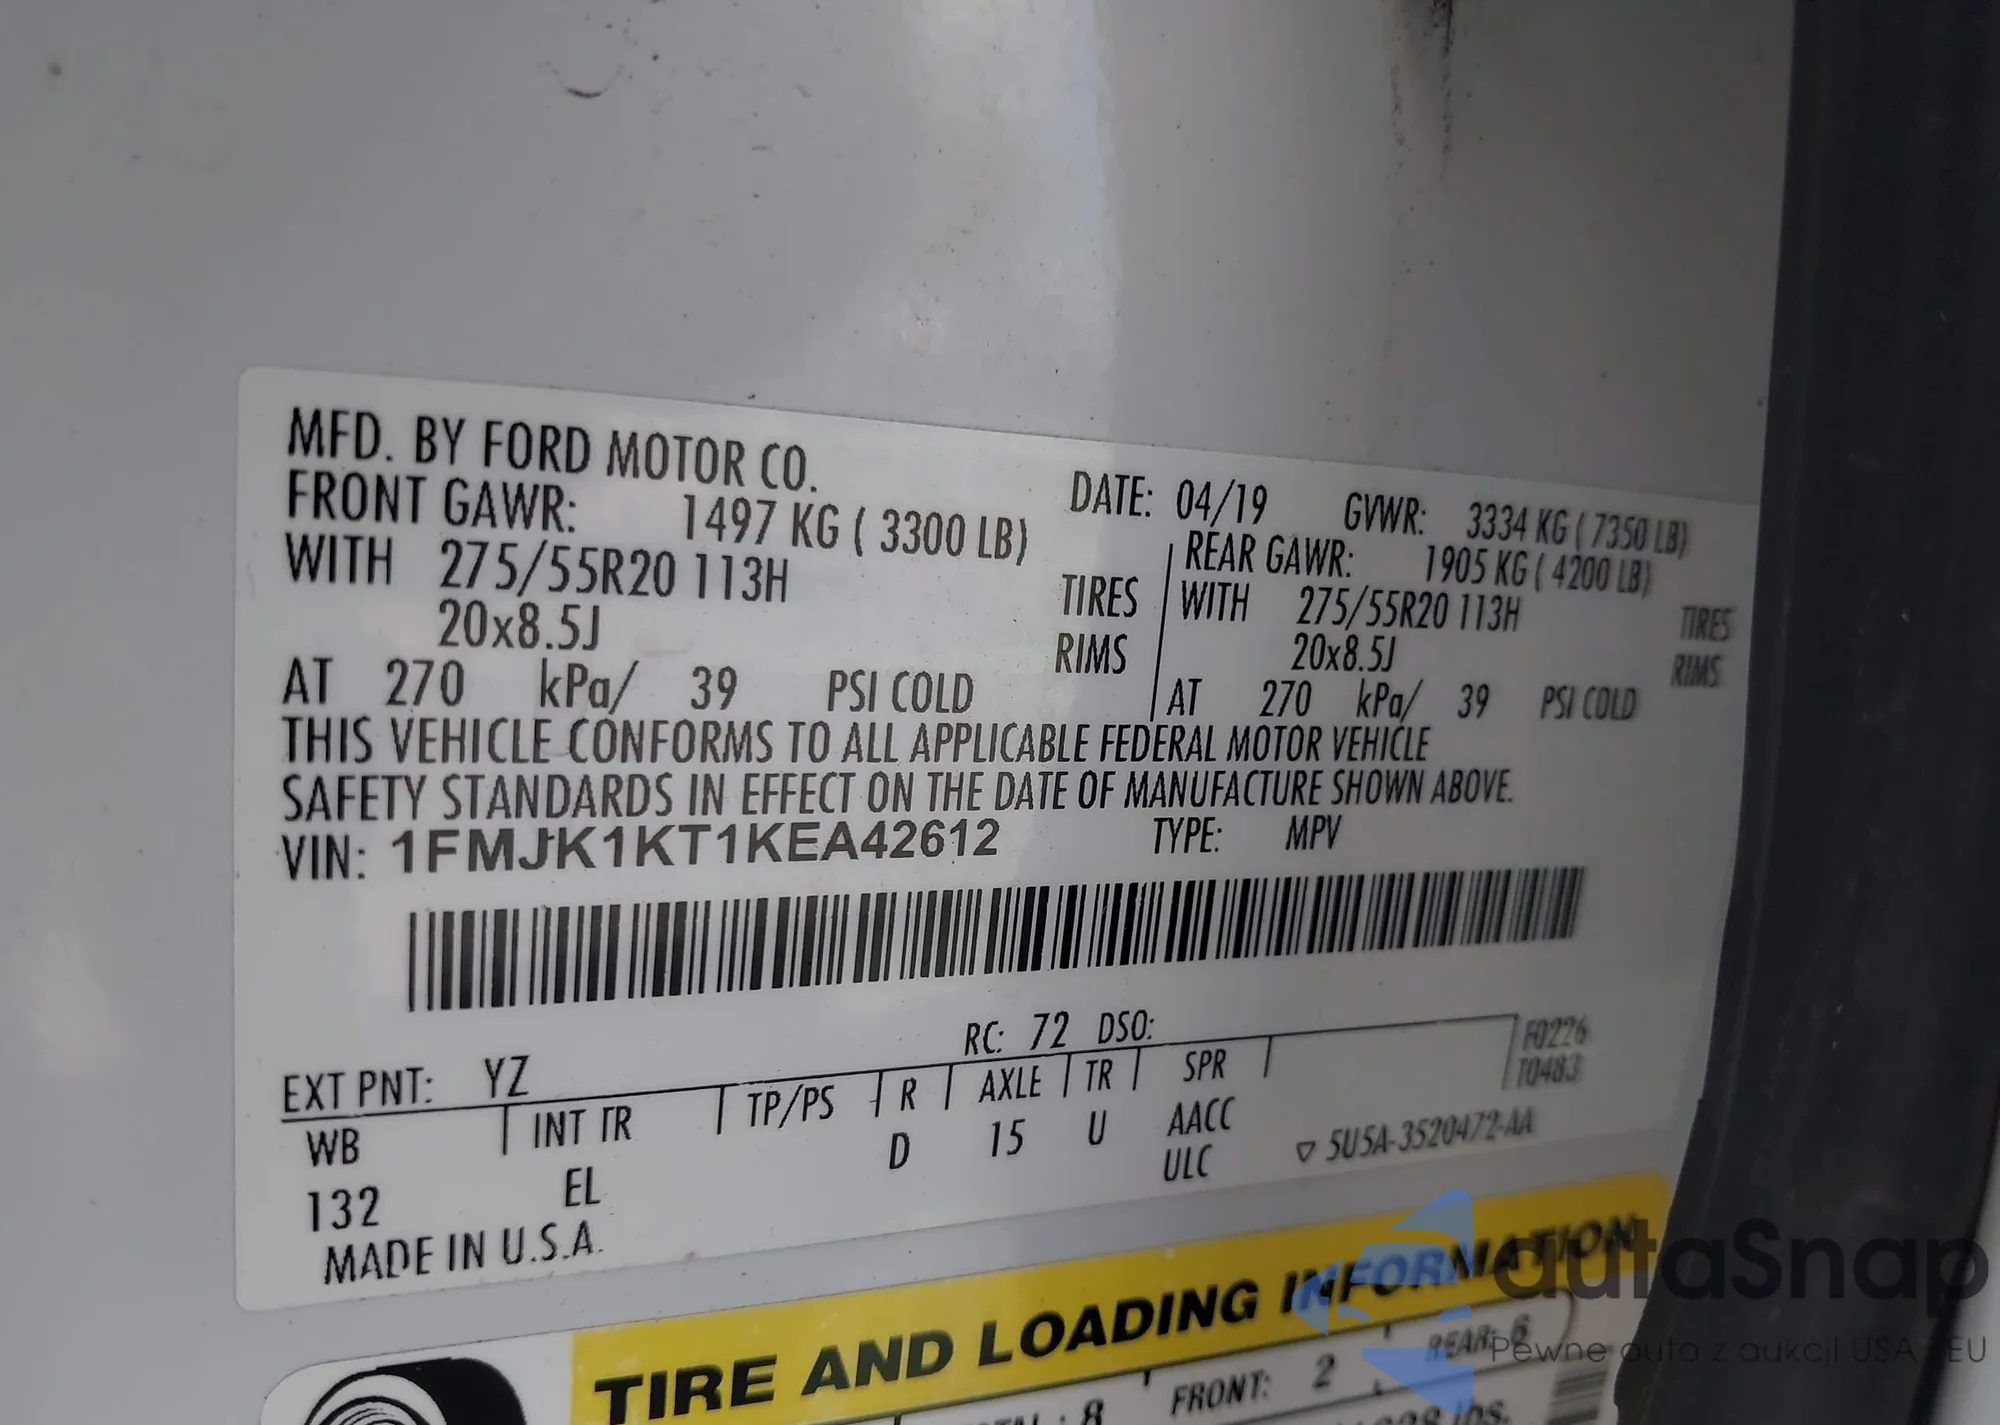 MFD. BY FORD MOTOR CO.
DATE: 04/19 GVWR: 3334 KG ( 7350 LB)
FRONT GAWR: 1497 KG ( 3300 LB)
REAR GAWR: 1905 KG ( 4200 LB)
WITH 275/55R20 113H TIRES
WITH 275/55R20 113H TIRES
20x8.5J RIMS
20x8.5J RIMS
AT 270 kPa/ 39 PSI COLD
AT 270 kPa/ 39 PSI COLD
THIS VEHICLE CONFORMS TO ALL APPLICABLE FEDERAL MOTOR VEHICLE
SAFETY STANDARDS IN EFFECT ON THE DATE OF MANUFACTURE SHOWN ABOVE.
VIN: 1FMJK1KT1KEA42612 TYPE: MPV
EXT PNT: YZ RC: 72 DSO:
F0226
T0483
WB INT TR TP/PS R AXLE TR SPR
132 EL D 15 U AACC
ULC
▽ 5U5A-3520472-AA
MADE IN U.S.A.
TIRE AND LOADING INFORMATION
: 8 FRONT: 2 REAR: 6
lbs.
autaSnap
Pewne auta z aukcji USA EU